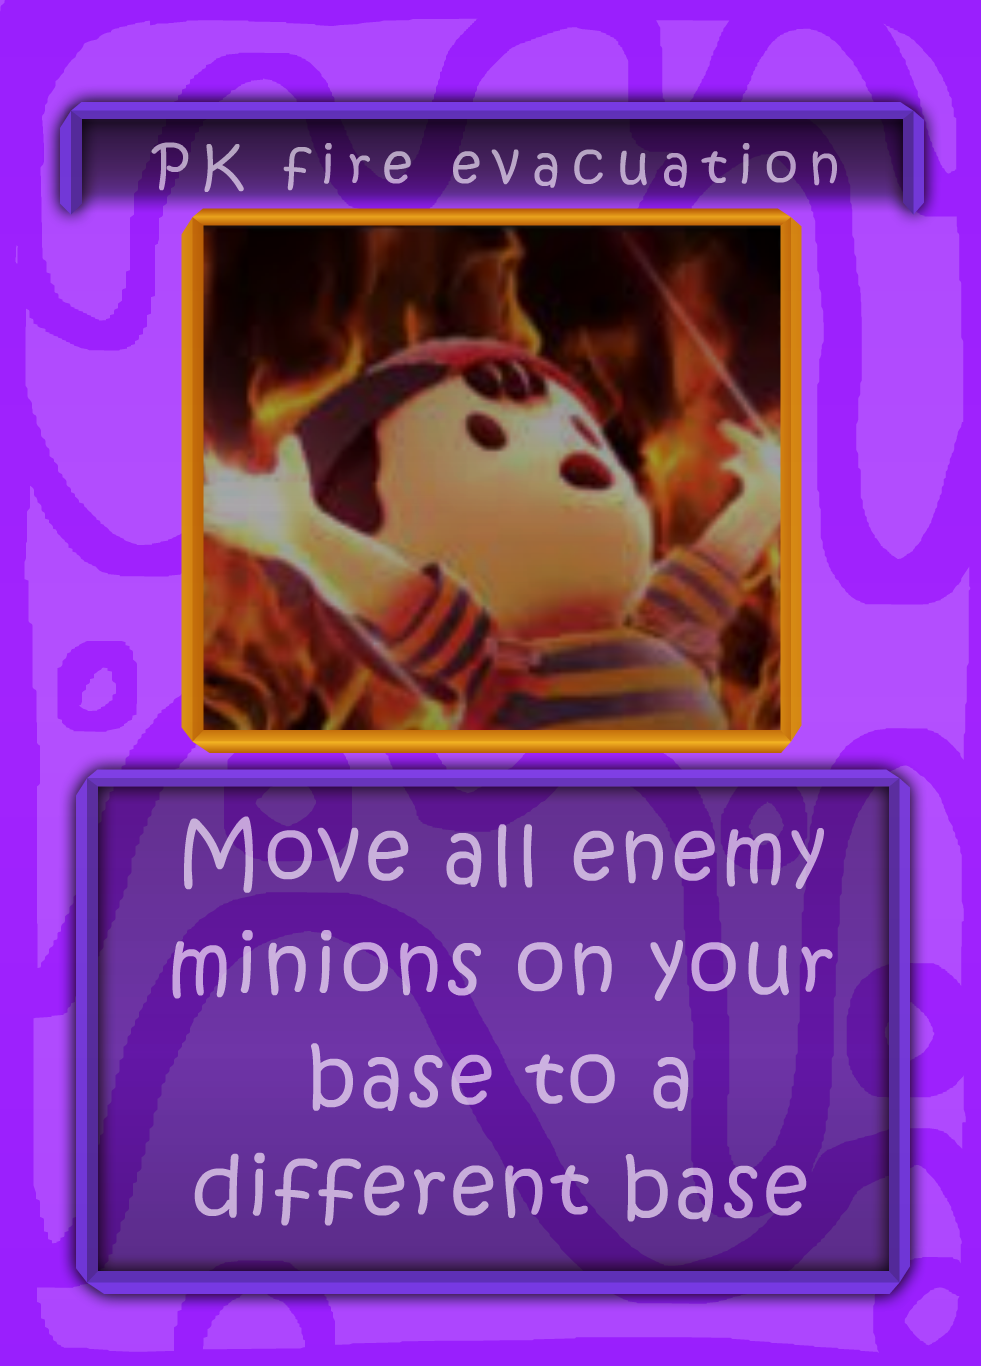 PK fire evacuation
Move all enemy
minions on your
base to a
different base